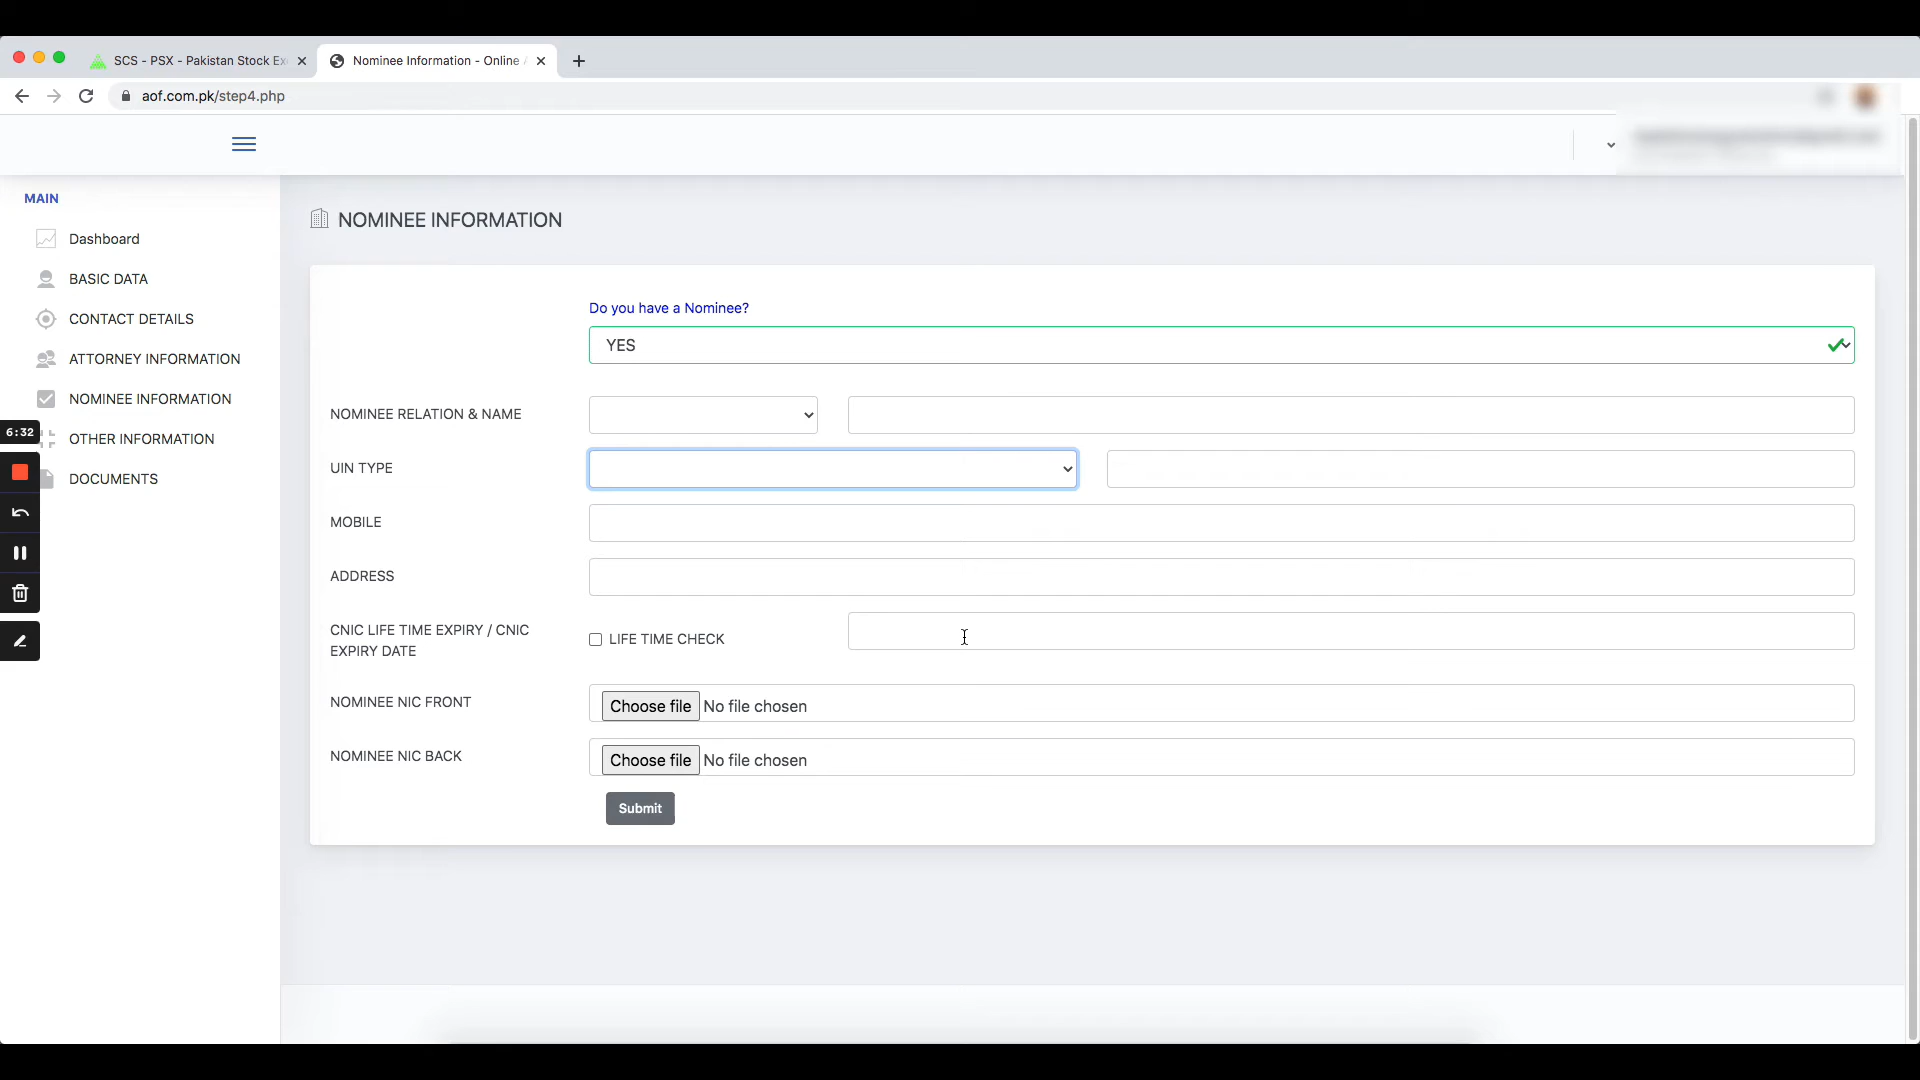 SCS - PSX - Pakistan Stock Ex
Nominee Information - Online
aof.com.pk/step4.php
MAIN
Dashboard
BASIC DATA
CONTACT DETAILS
ATTORNEY INFORMATION
NOMINEE INFORMATION
OTHER INFORMATION
DOCUMENTS
6:32
NOMINEE INFORMATION
Do you have a Nominee?
YES
NOMINEE RELATION & NAME
UIN TYPE
MOBILE
ADDRESS
CNIC LIFE TIME EXPIRY / CNIC
EXPIRY DATE
LIFE TIME CHECK
NOMINEE NIC FRONT
Choose file No file chosen
NOMINEE NIC BACK
Choose file No file chosen
Submit